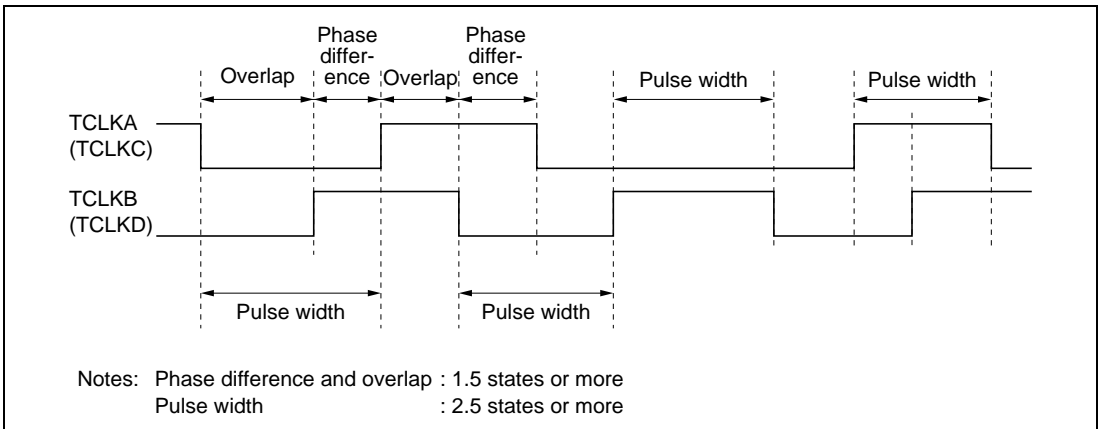 Phase
differ-
ence
Phase
differ-
ence
Overlap
Overlap
Pulse width
Pulse width
TCLKA
(TCLKC)
TCLKB
(TCLKD)
Pulse width
Pulse width
Notes: Phase difference and overlap : 1.5 states or more
Pulse width : 2.5 states or more